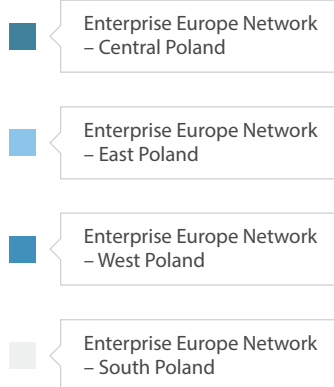 Enterprise Europe Network
– Central Poland
Enterprise Europe Network
– East Poland
Enterprise Europe Network
– West Poland
Enterprise Europe Network
– South Poland